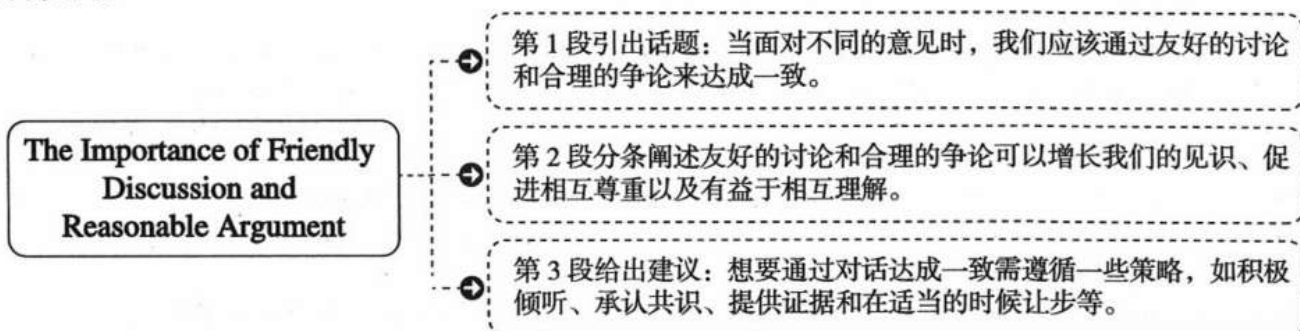 The Importance of Friendly
Discussion and
Reasonable Argument
第1段引出话题：当面对不同的意见时，我们应该通过友好的讨论
和合理的争论来达成一致。
第2段分条阐述友好的讨论和合理的争论可以增长我们的见识、促
进相互尊重以及有益于相互理解。
第3段给出建议：想要通过对话达成一致需遵循一些策略，如积极
倾听、承认共识、提供证据和在适当的时候让步等。